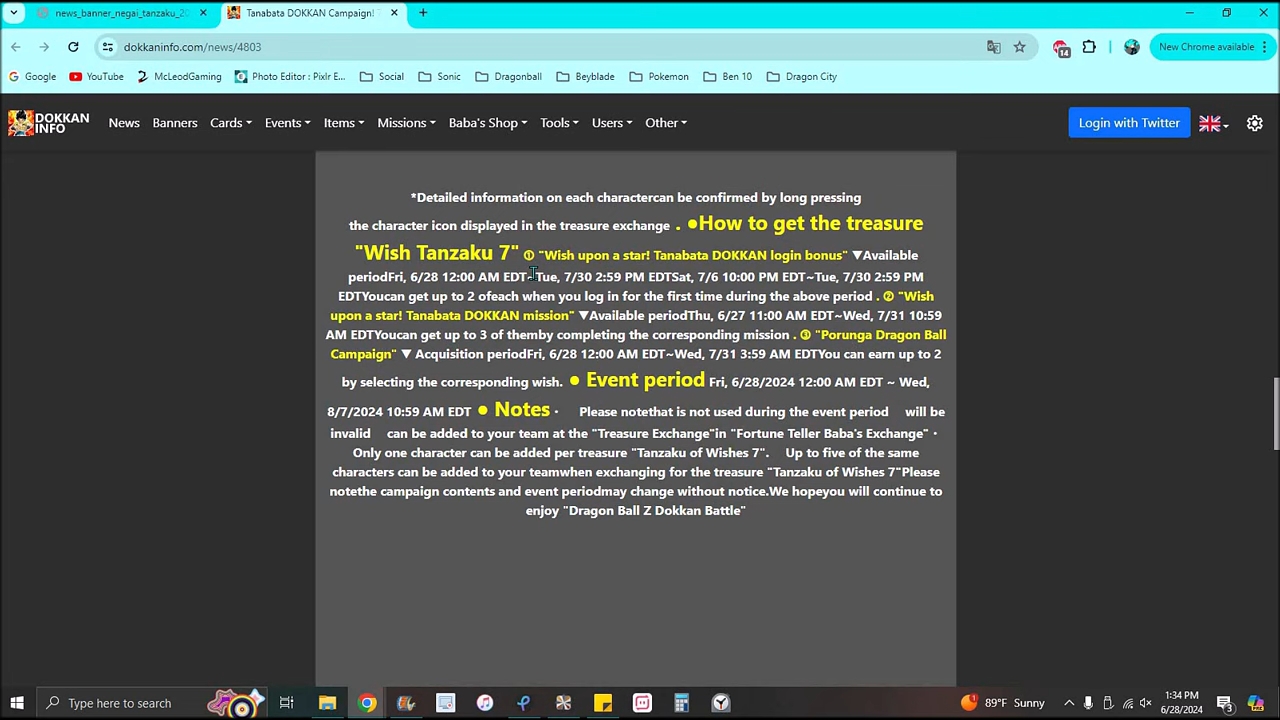 news_banner_negai_tanzaku_20
Tanabata DOKKAN Campaign! 
dokkaninfo.com/news/4803
14
New Chrome available
Google
YouTube
McLeodGaming
Photo Editor : Pixlr E...
Social
Sonic
Dragonball
Beyblade
Pokemon
Ben 10
Dragon City
DOKKAN
INFO
News
Banners
Cards
Events
Items
Missions
Baba's Shop
Tools
Users
Other
Login with Twitter
*Detailed information on each charactercan be confirmed by long pressing
the character icon displayed in the treasure exchange . ●How to get the treasure
"Wish Tanzaku 7" ① "Wish upon a star! Tanabata DOKKAN login bonus" ▼Available
periodFri, 6/28 12:00 AM EDT~Tue, 7/30 2:59 PM EDTSat, 7/6 10:00 PM EDT~Tue, 7/30 2:59 PM
EDTYoucan get up to 2 ofeach when you log in for the first time during the above period . ② "Wish
upon a star! Tanabata DOKKAN mission" ▼Available periodThu, 6/27 11:00 AM EDT~Wed, 7/31 10:59
AM EDTYoucan get up to 3 of themby completing the corresponding mission . ③ "Porunga Dragon Ball
Campaign" ▼ Acquisition periodFri, 6/28 12:00 AM EDT~Wed, 7/31 3:59 AM EDTYou can earn up to 2
by selecting the corresponding wish. ● Event period Fri, 6/28/2024 12:00 AM EDT ~ Wed,
8/7/2024 10:59 AM EDT ● Notes ・ Please notethat is not used during the event period will be
invalid can be added to your team at the "Treasure Exchange"in "Fortune Teller Baba's Exchange" ・
Only one character can be added per treasure "Tanzaku of Wishes 7". Up to five of the same
characters can be added to your teamwhen exchanging for the treasure "Tanzaku of Wishes 7"Please
notethe campaign contents and event periodmay change without notice.We hopeyou will continue to
enjoy "Dragon Ball Z Dokkan Battle"
Type here to search
1
89°F Sunny
1:34 PM
6/28/2024
3